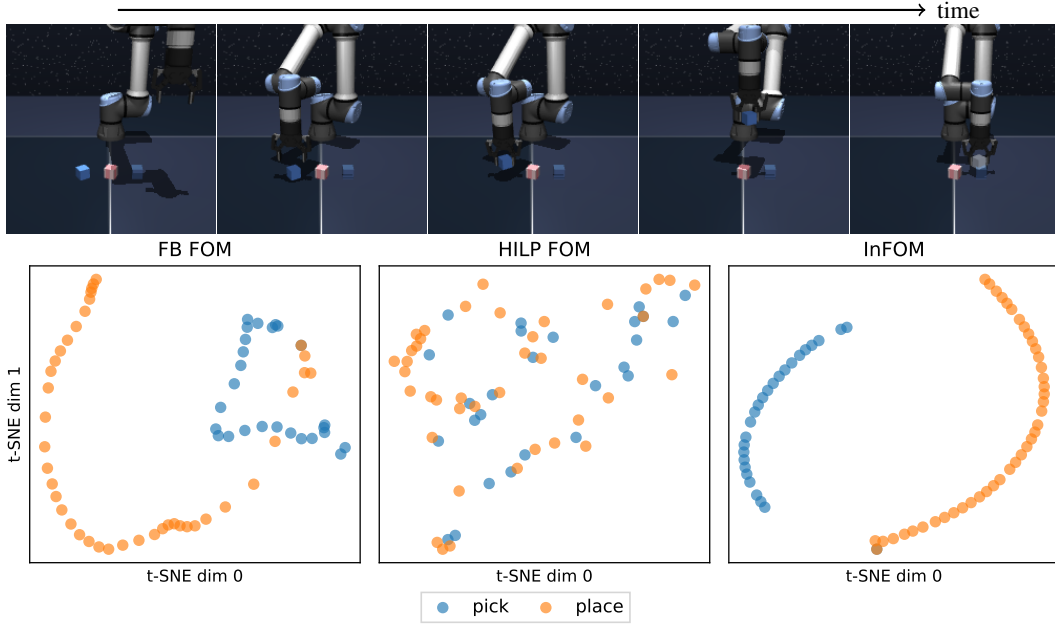 time
FB FOM
HILP FOM
InFOM
t-SNE dim 1
t-SNE dim 0
t-SNE dim 0
t-SNE dim 0
pick
place